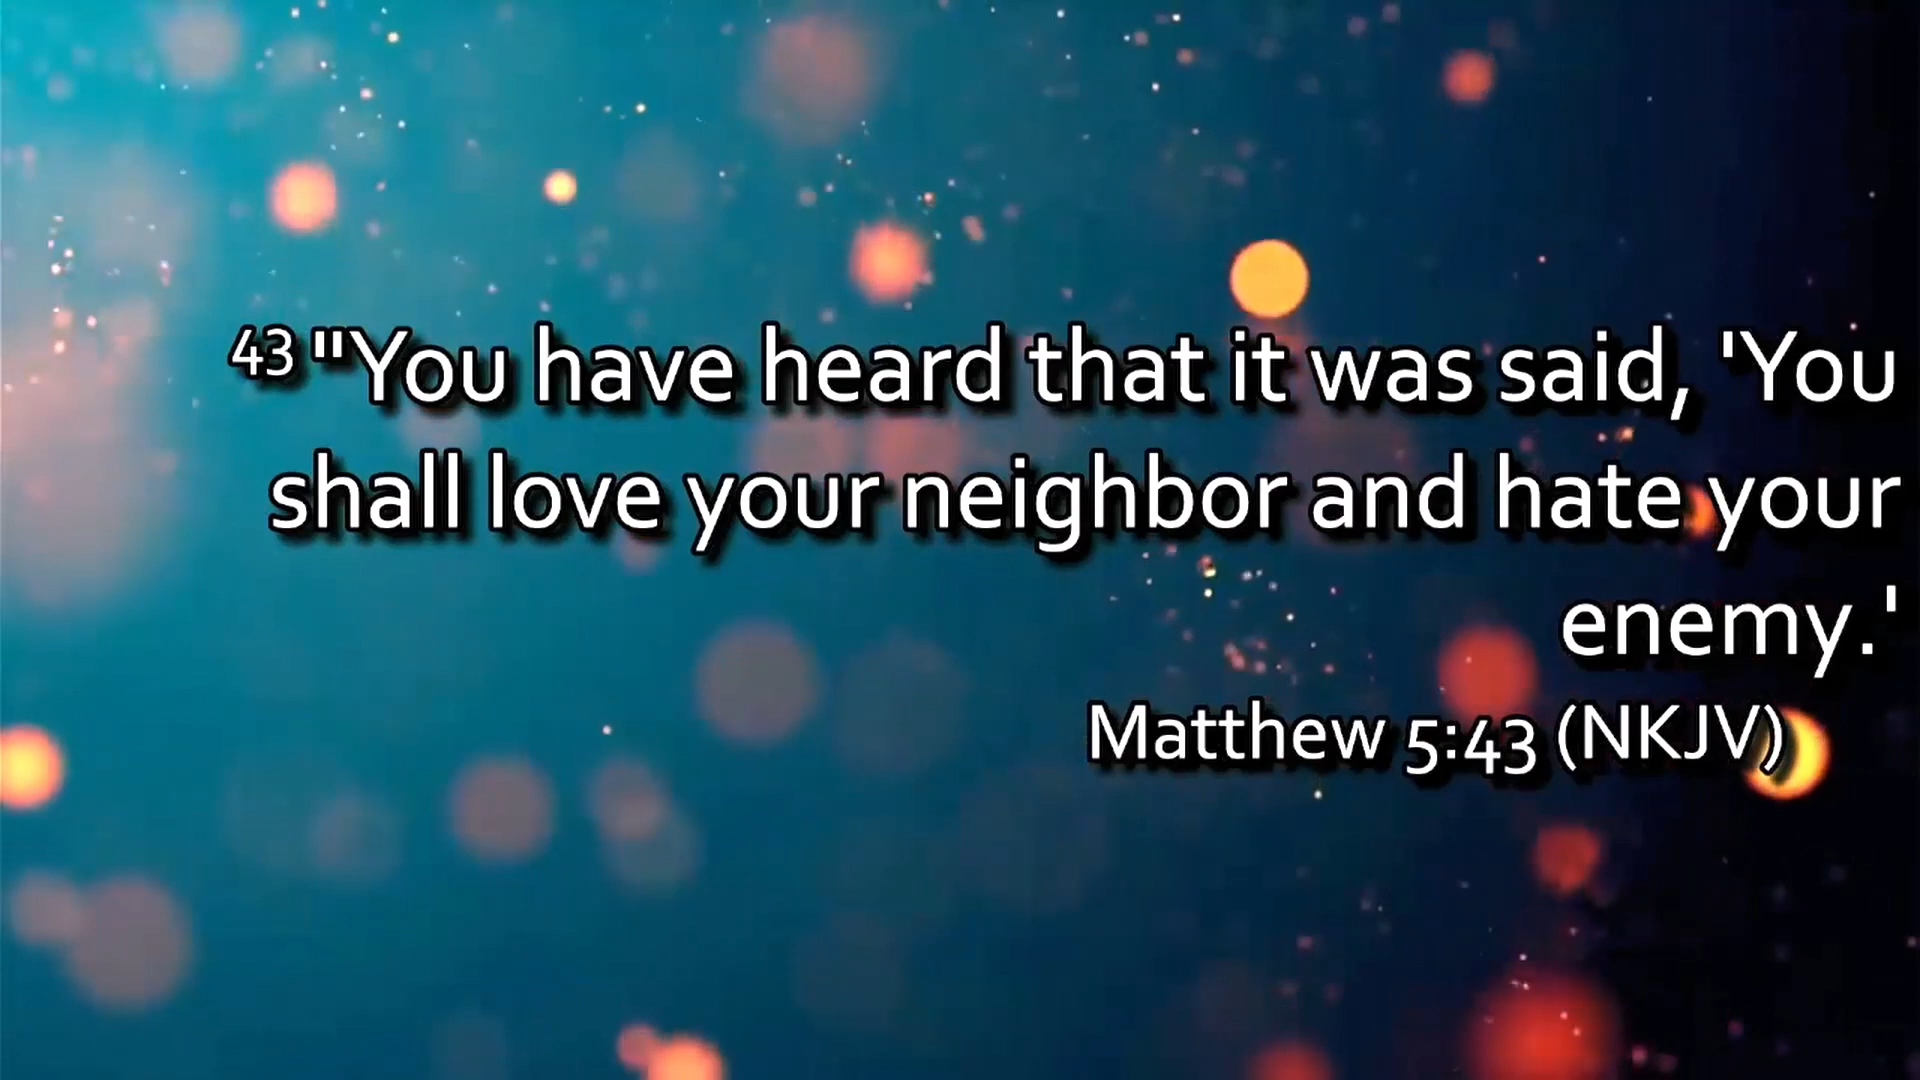 43 "You have heard that it was said, 'You
shall love your neighbor and hate your
enemy.'
Matthew 5:43 (NKJV)